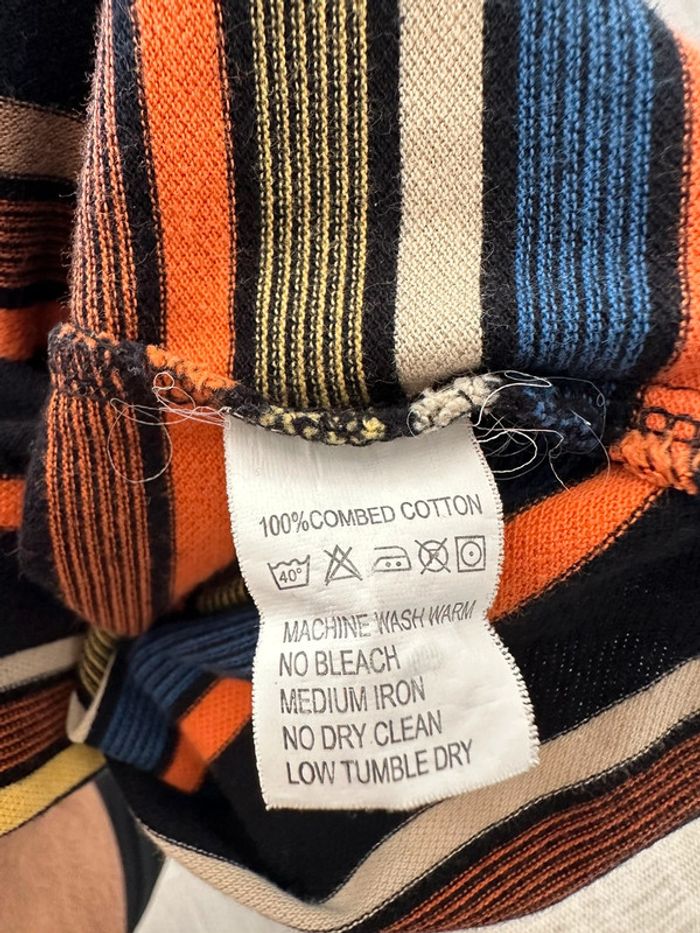 100%COMBED COTTON
40°
MACHINE WASH WARM
NO BLEACH
MEDIUM IRON
NO DRY CLEAN
LOW TUMBLE DRY